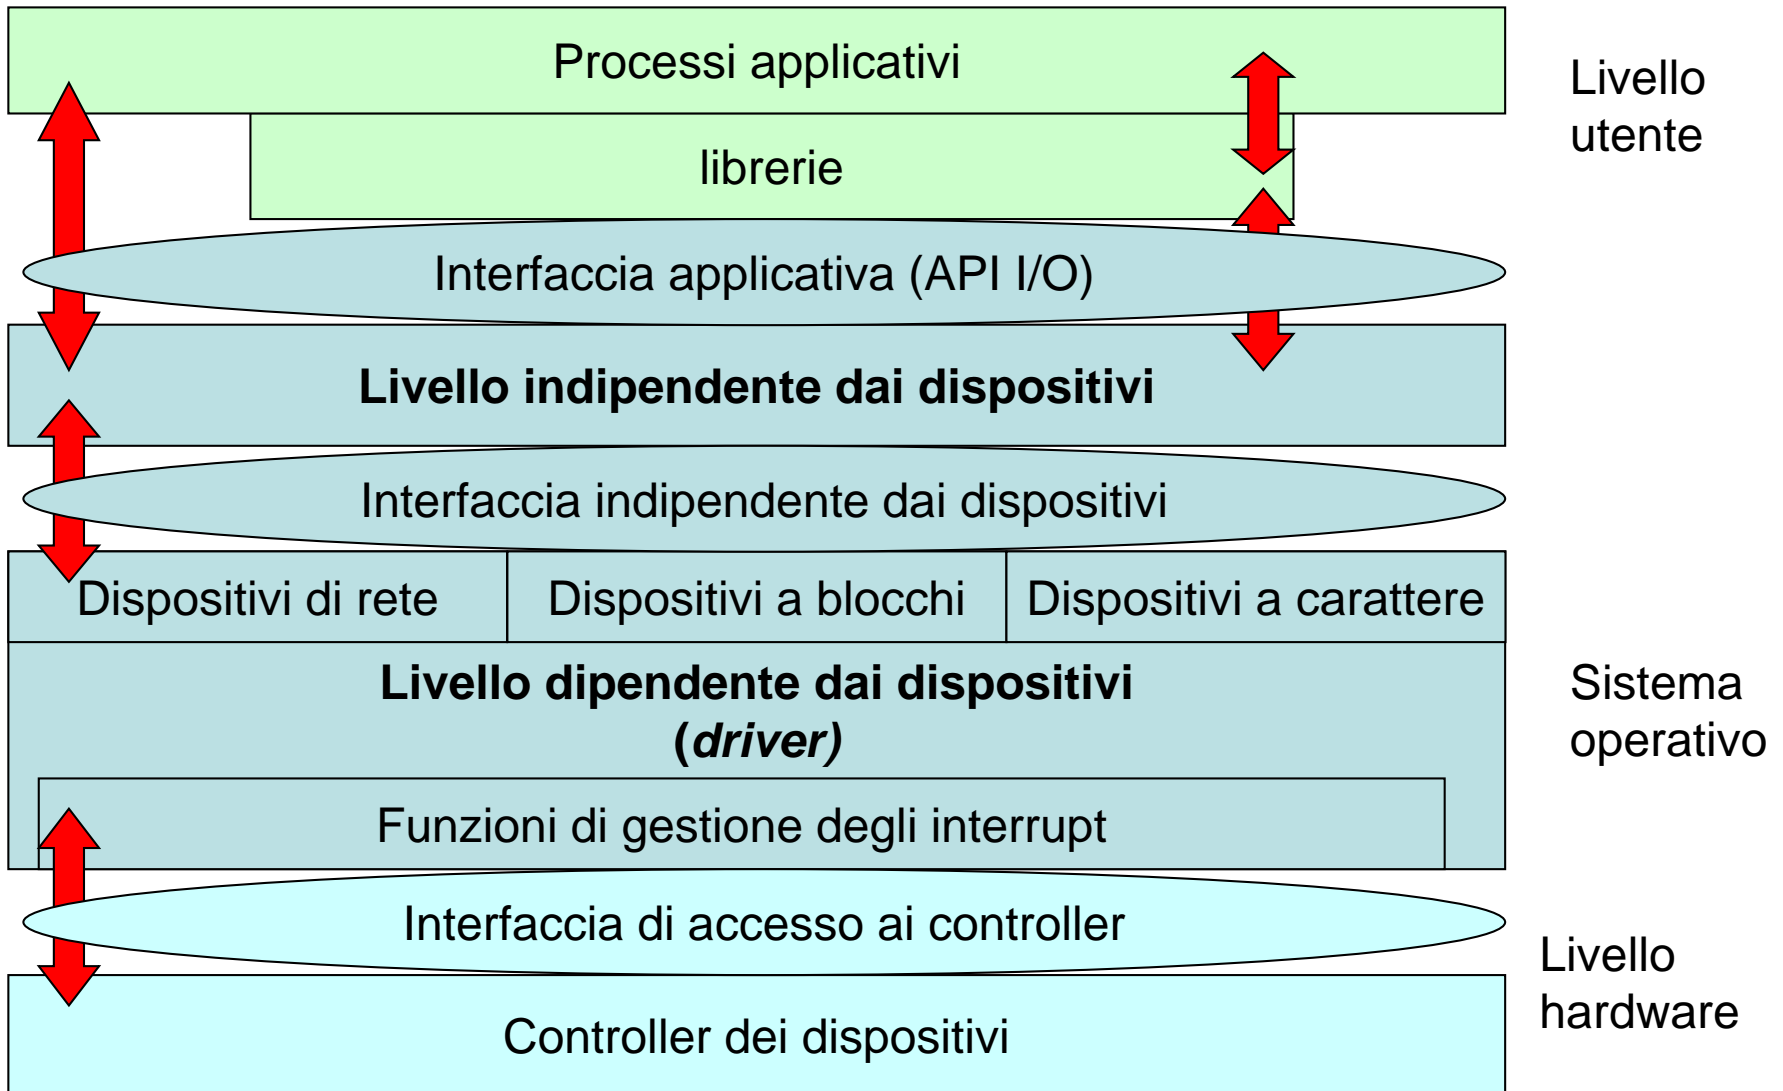 Processi applicativi
Livello
utente
librerie
Interfaccia applicativa (API I/O)
Livello indipendente dai dispositivi
Interfaccia indipendente dai dispositivi
Dispositivi di rete
Dispositivi a blocchi
Dispositivi a carattere
Livello dipendente dai dispositivi
(driver)
Sistema
operativo
Funzioni di gestione degli interrupt
Interfaccia di accesso ai controller
Livello
hardware
Controller dei dispositivi